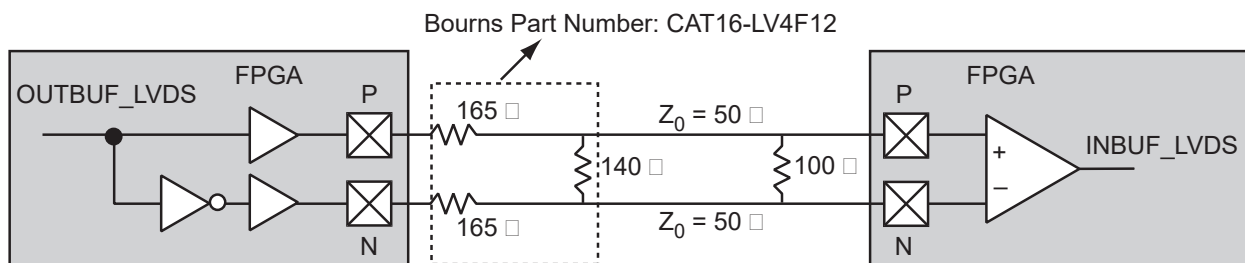 Bourns Part Number: CAT16-LV4F12
FPGA
FPGA
OUTBUF_LVDS
P
165 □
Z0 = 50 □
P
140 □
100 □
+
–
INBUF_LVDS
165 □
Z0 = 50 □
N
N